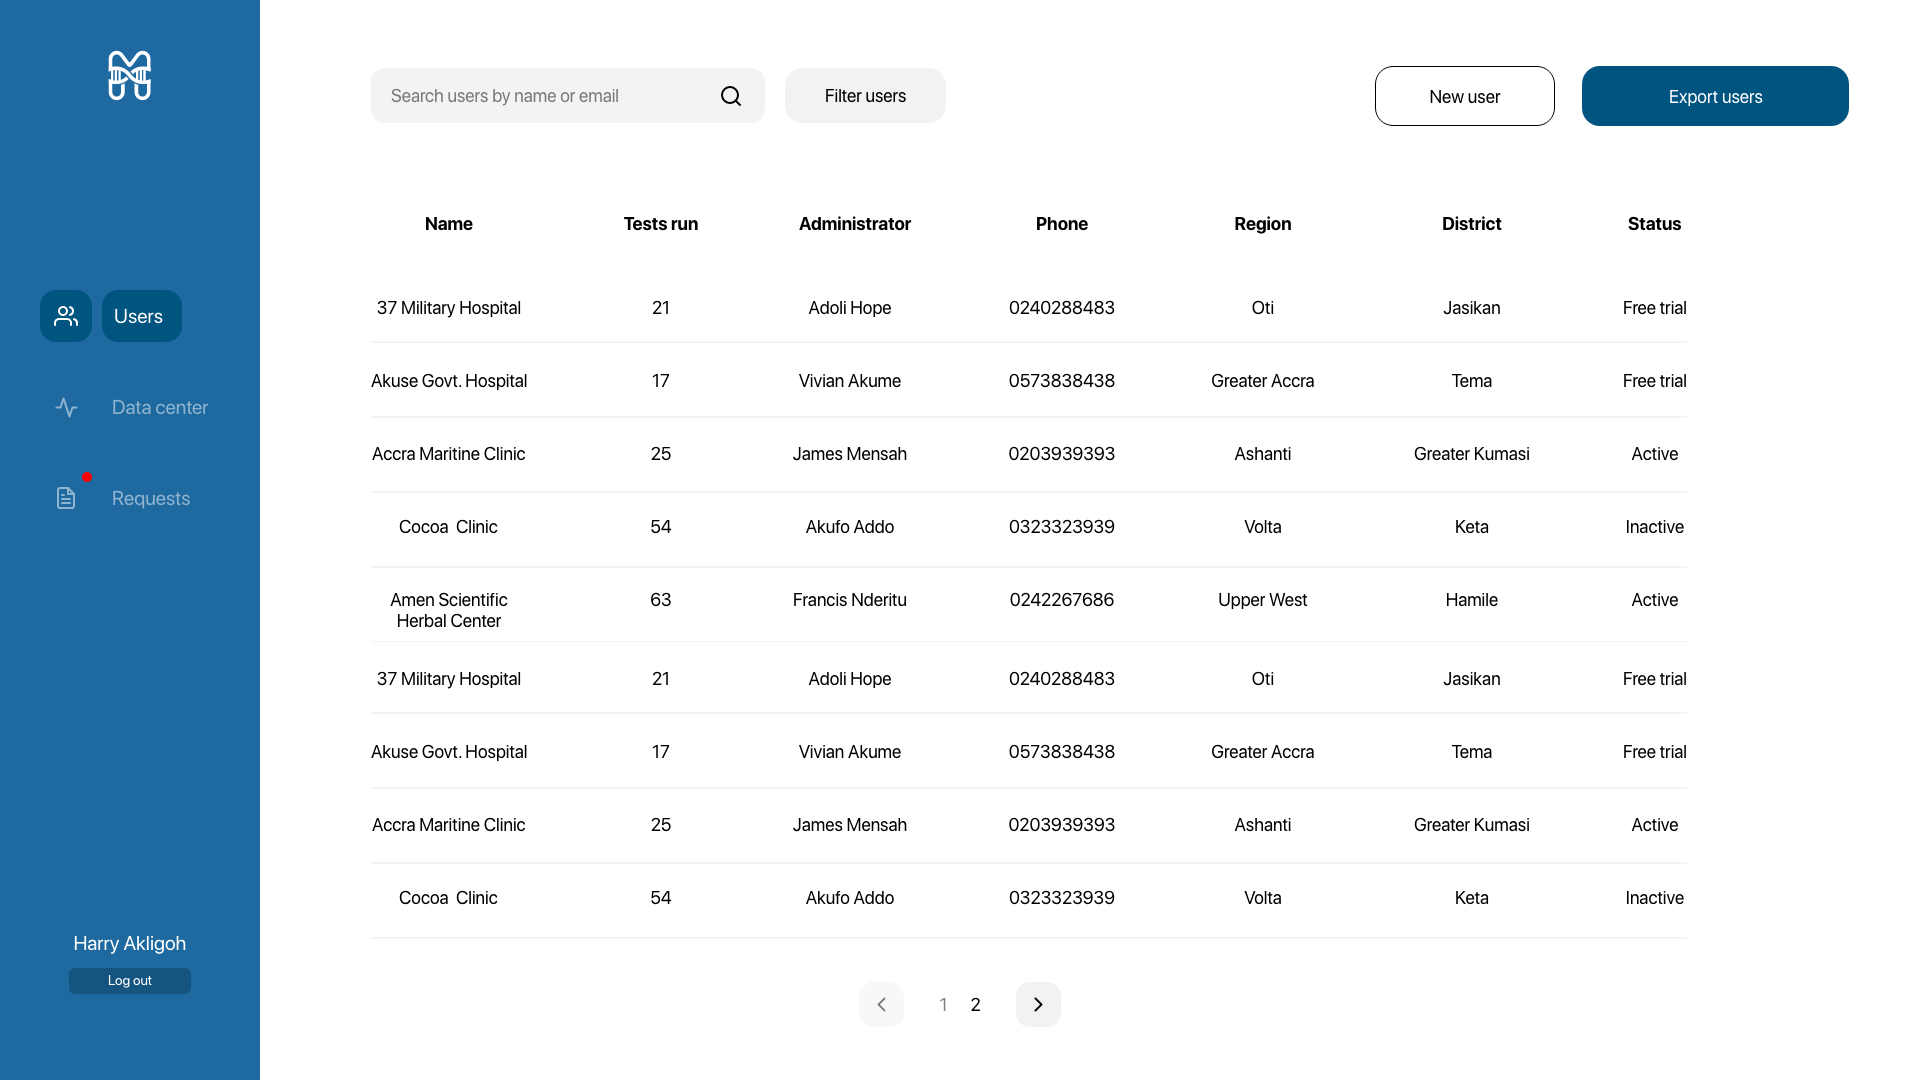 Search users by name or email
Filter users
New user
Export users
Users
Data center
Requests
Harry Akligoh
Log out
Name Tests run Administrator Phone Region District Status
37 Military Hospital 21 Adoli Hope 0240288483 Oti Jasikan Free trial
Akuse Govt. Hospital 17 Vivian Akume 0573838438 Greater Accra Tema Free trial
Accra Maritine Clinic 25 James Mensah 0203939393 Ashanti Greater Kumasi Active
Cocoa  Clinic 54 Akufo Addo 0323323939 Volta Keta Inactive
Amen Scientific 63 Francis Nderitu 0242267686 Upper West Hamile Active
Herbal Center
37 Military Hospital 21 Adoli Hope 0240288483 Oti Jasikan Free trial
Akuse Govt. Hospital 17 Vivian Akume 0573838438 Greater Accra Tema Free trial
Accra Maritine Clinic 25 James Mensah 0203939393 Ashanti Greater Kumasi Active
Cocoa  Clinic 54 Akufo Addo 0323323939 Volta Keta Inactive
1 2